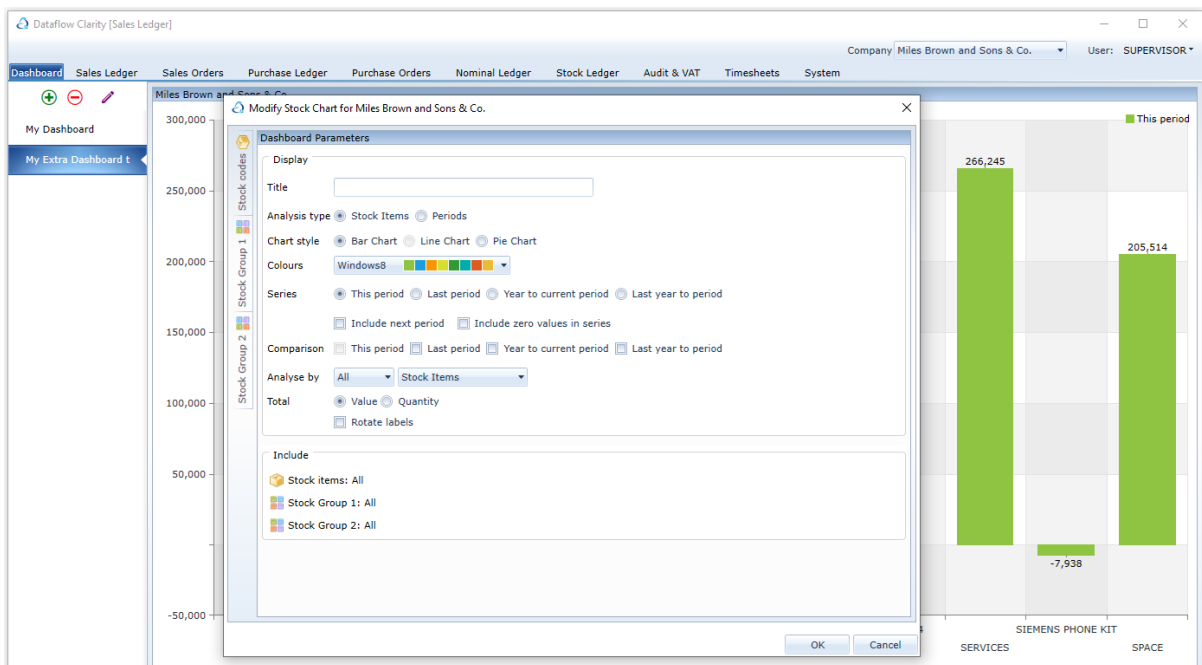 Dataflow Clarity [Sales Ledger]
Company Miles Brown and Sons & Co. User: SUPERVISOR
Dashboard Sales Ledger Sales Orders Purchase Ledger Purchase Orders Nominal Ledger Stock Ledger Audit & VAT Timesheets System
My Dashboard
My Extra Dashboard t
Miles Brown and Sons & Co.
Modify Stock Chart for Miles Brown and Sons & Co.
Stock codes
Stock Group 1
Stock Group 2
Dashboard Parameters
Display
Title
Analysis type Stock Items Periods
Chart style Bar Chart Line Chart Pie Chart
Colours Windows8
Series This period Last period Year to current period Last year to period
Include next period Include zero values in series
Comparison This period Last period Year to current period Last year to period
Analyse by All Stock Items
Total Value Quantity
Rotate labels
Include
Stock items: All
Stock Group 1: All
Stock Group 2: All
OK Cancel
300,000
250,000
200,000
150,000
100,000
50,000
-50,000
This period
266,245
205,514
-7,938
SIEMENS PHONE KIT
SERVICES SPACE